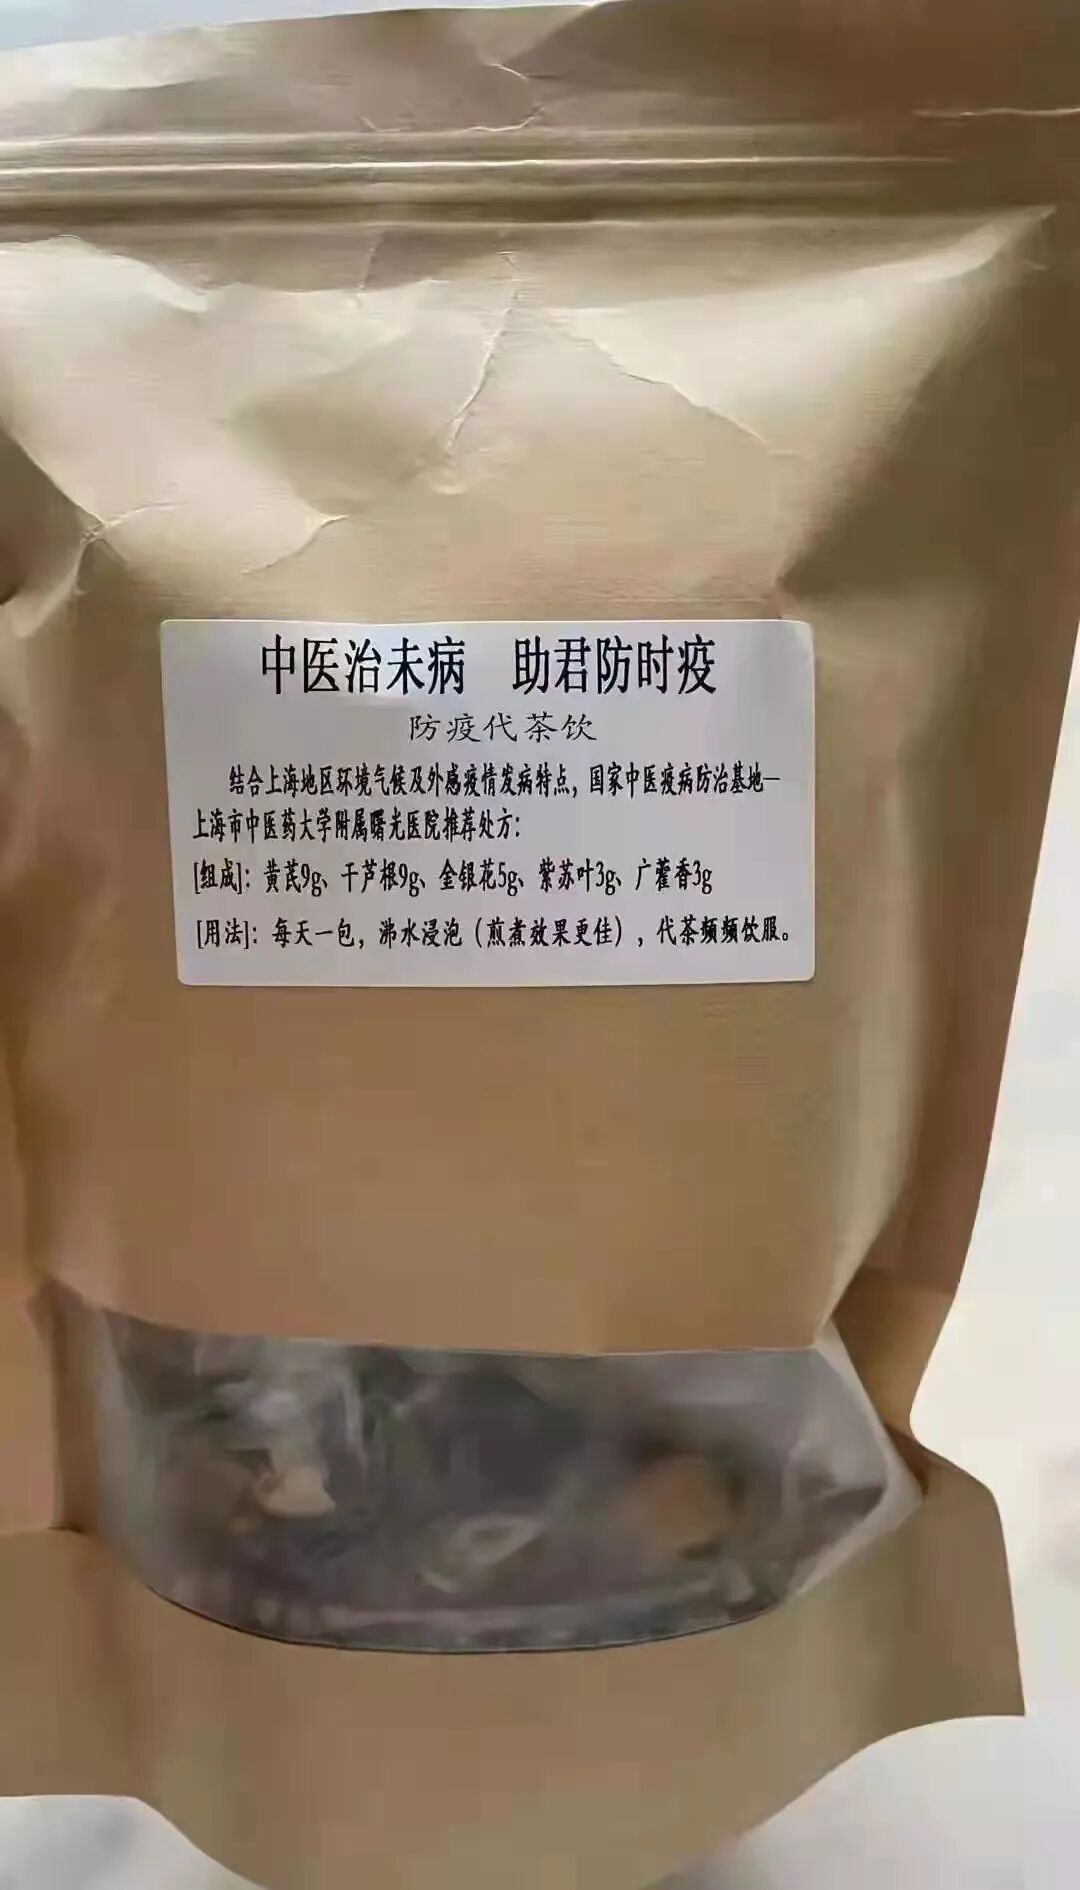 中医治未病 助君防时疫
防疫代茶饮
结合上海地区环境气候及外感疫情发病特点，国家中医疫病防治基地—
上海市中医药大学附属曙光医院推荐处方：
[组成]：黄芪9g、干芦根9g、金银花5g、紫苏叶3g、广藿香3g
[用法]：每天一包，沸水浸泡（煎煮效果更佳），代茶频频饮服。